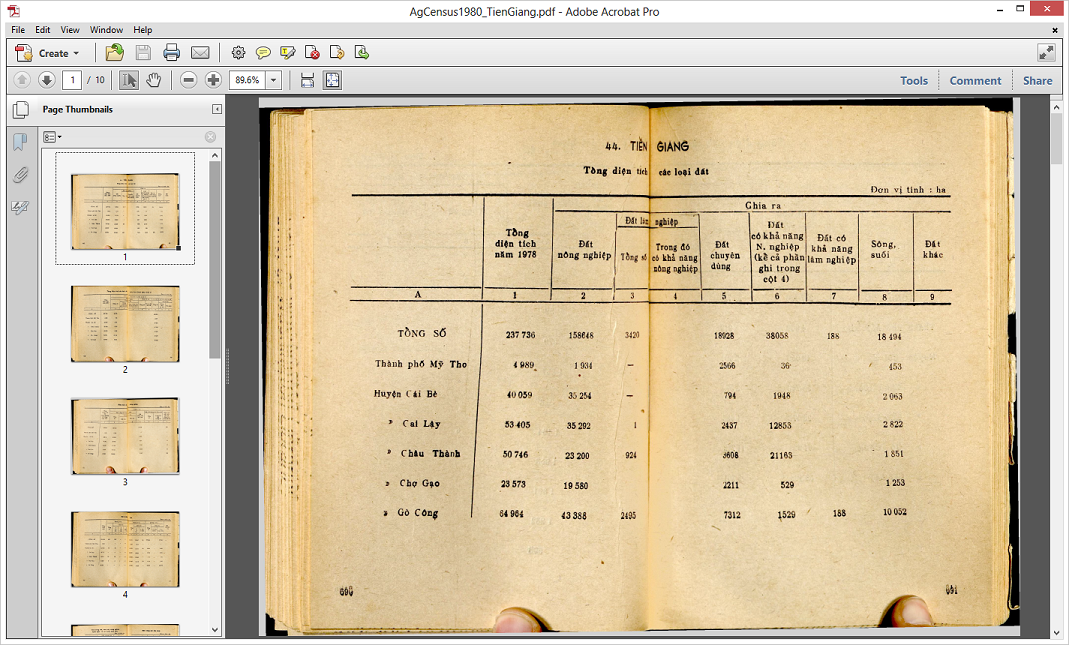 AgCensus1980_TienGiang.pdf - Adobe Acrobat Pro
File Edit View Window Help
Create
1 / 10
89.6%
Tools Comment Share
Page Thumbnails
1
2
3
4
44. TIỀN GIANG
Tổng diện tích các loại đất
Đơn vị tính : ha
Ghia ra
Tổng diện tích năm 1978
Đất nông nghiệp
Đất lâm nghiệp
Tổng số
Trong đó có khả năng nông nghiệp
Đất chuyên dùng
Đất có khả năng N. nghiệp (kể cả phần ghi trong cột 4)
Đất có khả năng lâm nghiệp
Sông, suối
Đất khác
A 1 2 3 4 5 6 7 8 9
TỔNG SỐ 237 736 158648 3420 18928 38058 188 18 494
Thành phố Mỹ Tho 4 989 1 934 — 2566 36 453
Huyện Cái Bè 40 059 35 254 — 794 1948 2 063
» Cai Lậy 53 405 35 292 1 2437 12853 2 822
» Châu Thành 50 746 23 200 924 3608 21163 1 851
» Chợ Gạo 23 573 19 580 2211 529 1 253
» Gò Công 64 964 43 388 2495 7312 1529 188 10 052
690
691